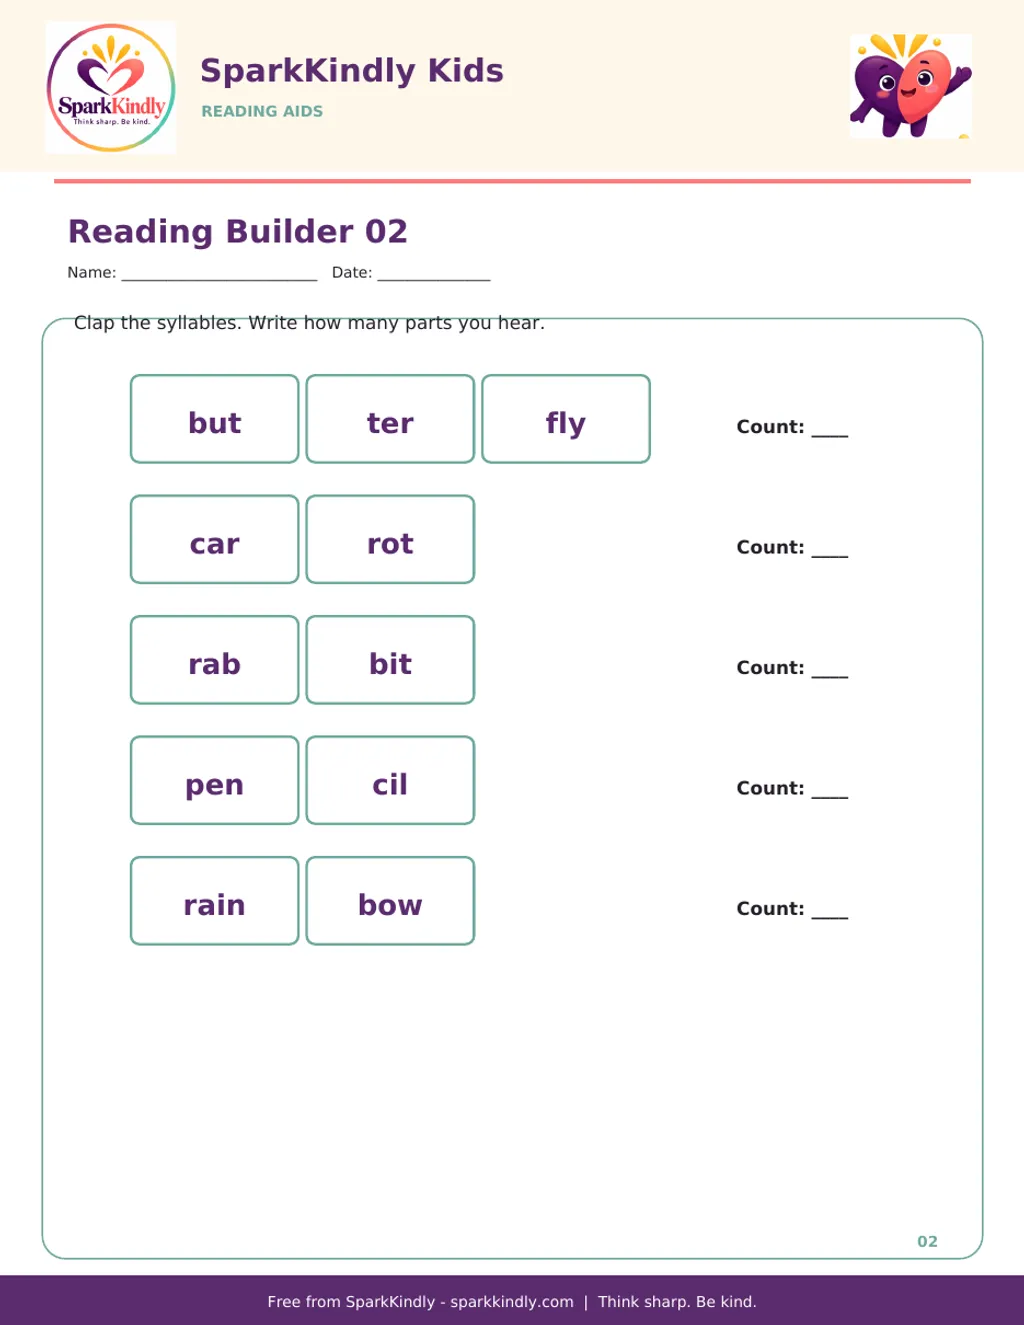 SparkKindly
Think sharp. Be kind.
SparkKindly Kids
READING AIDS
Reading Builder 02
Name: __________________________ Date: _______________
Clap the syllables. Write how many parts you hear.
but ter fly Count: ____
car rot Count: ____
rab bit Count: ____
pen cil Count: ____
rain bow Count: ____
02
Free from SparkKindly - sparkkindly.com | Think sharp. Be kind.